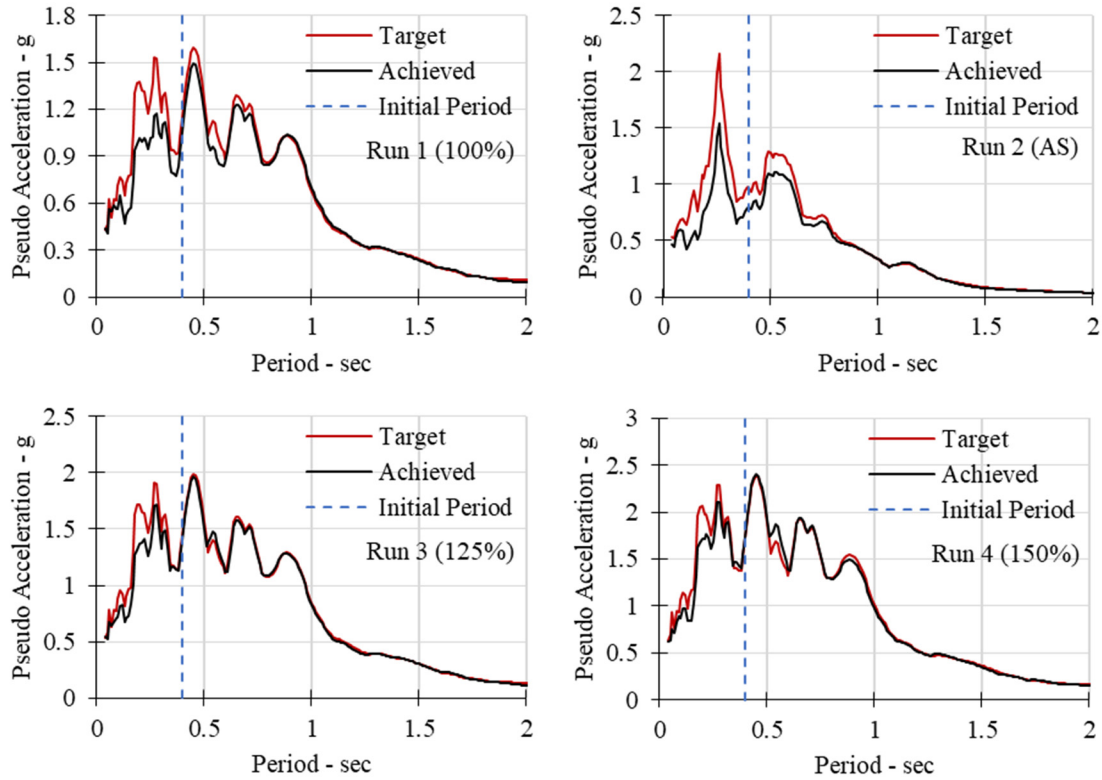 1.8
1.5
1.2
0.9
0.6
0.3
0
Pseudo Acceleration - g
Target
Achieved
Initial Period
Run 1 (100%)
0
0.5
1
1.5
2
Period - sec
2.5
2
1.5
1
0.5
0
Pseudo Acceleration - g
Target
Achieved
Initial Period
Run 2 (AS)
0
0.5
1
1.5
2
Period - sec
2.5
2
1.5
1
0.5
0
Pseudo Acceleration - g
Target
Achieved
Initial Period
Run 3 (125%)
0
0.5
1
1.5
2
Period - sec
3
2.5
2
1.5
1
0.5
0
Pseudo Acceleration - g
Target
Achieved
Initial Period
Run 4 (150%)
0
0.5
1
1.5
2
Period - sec